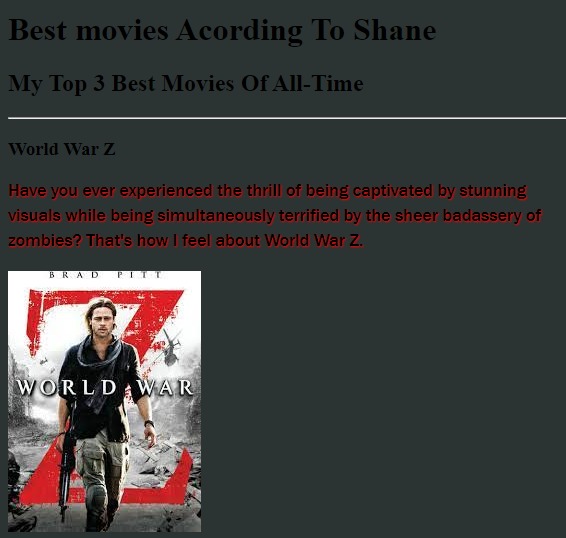 Best movies Acording To Shane
My Top 3 Best Movies Of All-Time
World War Z
Have you ever experienced the thrill of being captivated by stunning
visuals while being simultaneously terrified by the sheer badassery of
zombies? That's how I feel about World War Z.
BRAD PITT
Z
WORLD WAR